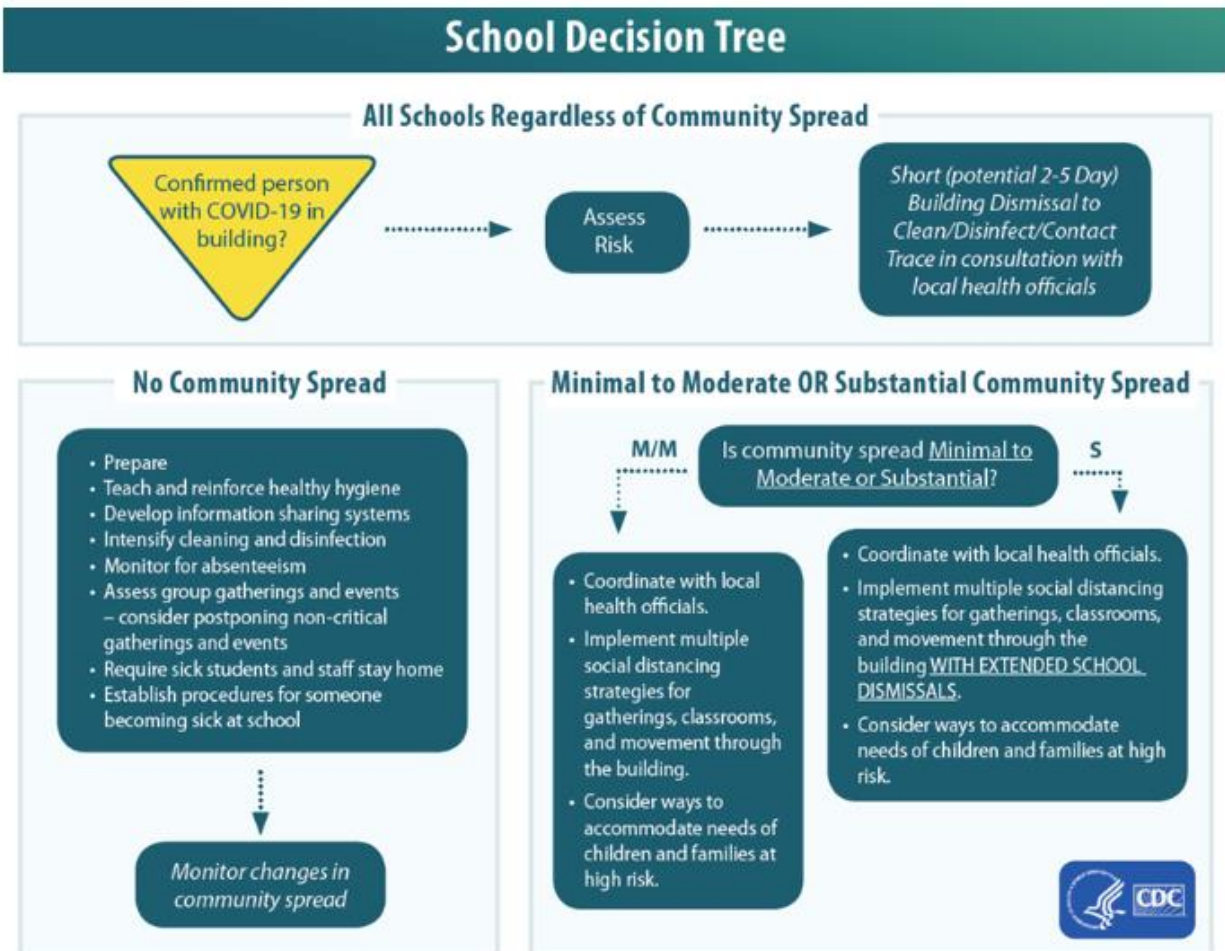 School Decision Tree
All Schools Regardless of Community Spread
Confirmed person
with COVID-19 in
building?
Assess
Risk
Short (potential 2-5 Day)
Building Dismissal to
Clean/Disinfect/Contact
Trace in consultation with
local health officials
No Community Spread
• Prepare
• Teach and reinforce healthy hygiene
• Develop information sharing systems
• Intensify cleaning and disinfection
• Monitor for absenteeism
• Assess group gatherings and events
– consider postponing non-critical
gatherings and events
• Require sick students and staff stay home
• Establish procedures for someone
becoming sick at school
Monitor changes in
community spread
Minimal to Moderate OR Substantial Community Spread
Is community spread Minimal to
Moderate or Substantial?
M/M
• Coordinate with local
health officials.
• Implement multiple
social distancing
strategies for
gatherings, classrooms,
and movement through
the building.
• Consider ways to
accommodate needs of
children and families at
high risk.
S
• Coordinate with local health officials.
• Implement multiple social distancing
strategies for gatherings, classrooms,
and movement through the
building WITH EXTENDED SCHOOL
DISMISSALS.
• Consider ways to accommodate
needs of children and families at high
risk.
CDC